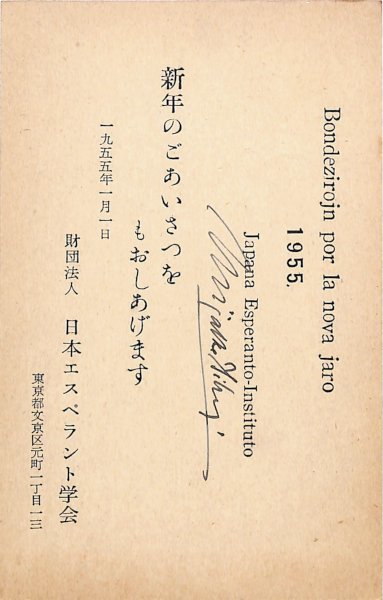 Bondezirojn por la nova jaro
1955.
Japana Esperanto-Instituto
新年のごあいさつを
もおしあげます
一九五五年一月一日
財団法人 日本エスペラント学会
東京都文京区元町一丁目一三